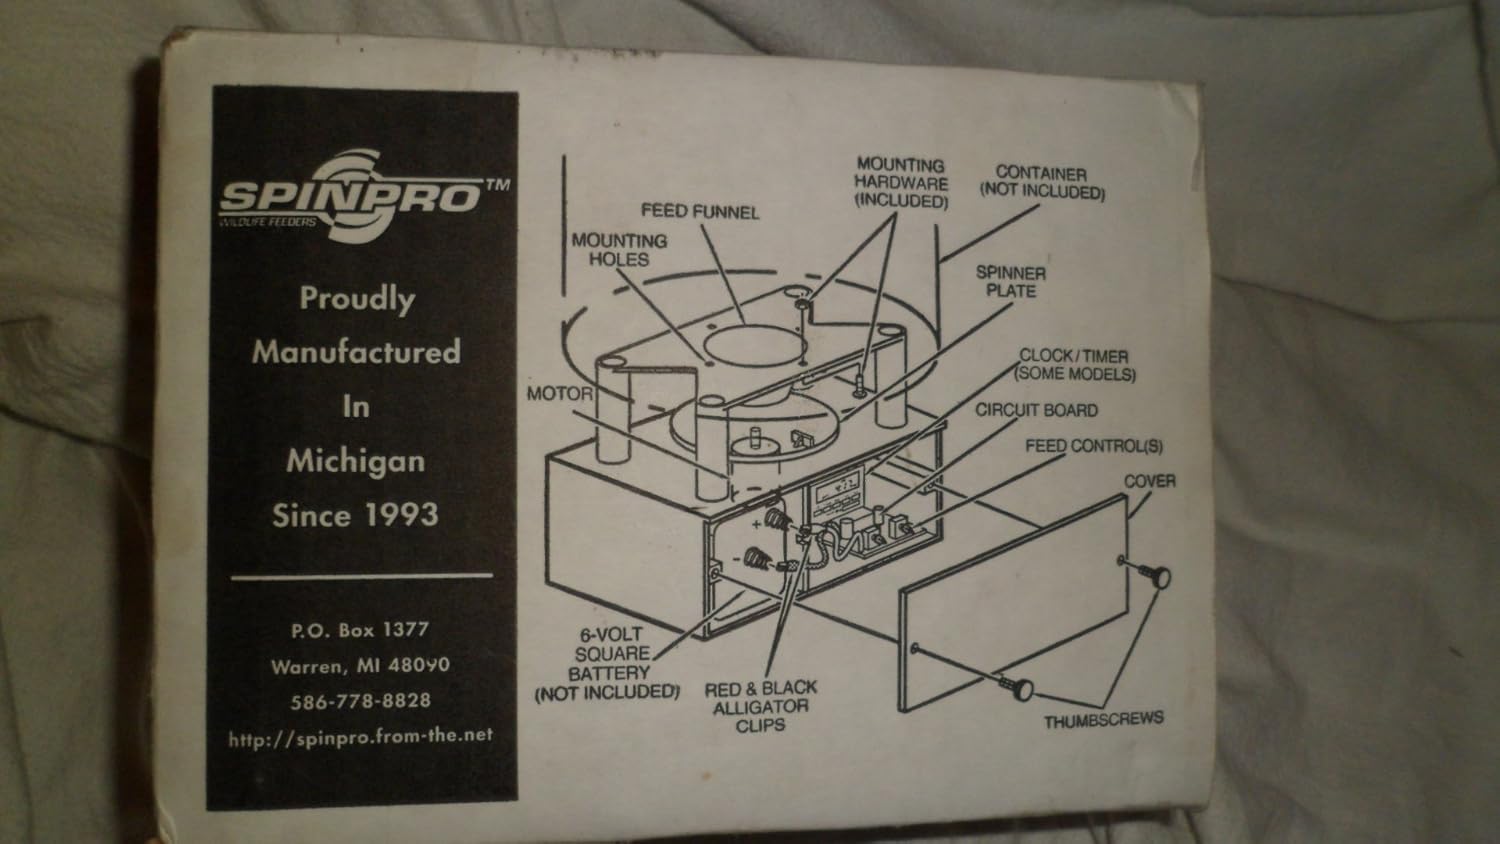 SPINPRO™
WILDLIFE FEEDERS
Proudly
Manufactured
In
Michigan
Since 1993
P.O. Box 1377
Warren, MI 48090
586-778-8828
http://spinpro.from-the.net
MOUNTING
HARDWARE
(INCLUDED)
CONTAINER
(NOT INCLUDED)
FEED FUNNEL
MOUNTING
HOLES
SPINNER
PLATE
CLOCK/TIMER
(SOME MODELS)
MOTOR
CIRCUIT BOARD
FEED CONTROL(S)
COVER
+
-
6-VOLT
SQUARE
BATTERY
(NOT INCLUDED)
RED & BLACK
ALLIGATOR
CLIPS
THUMBSCREWS